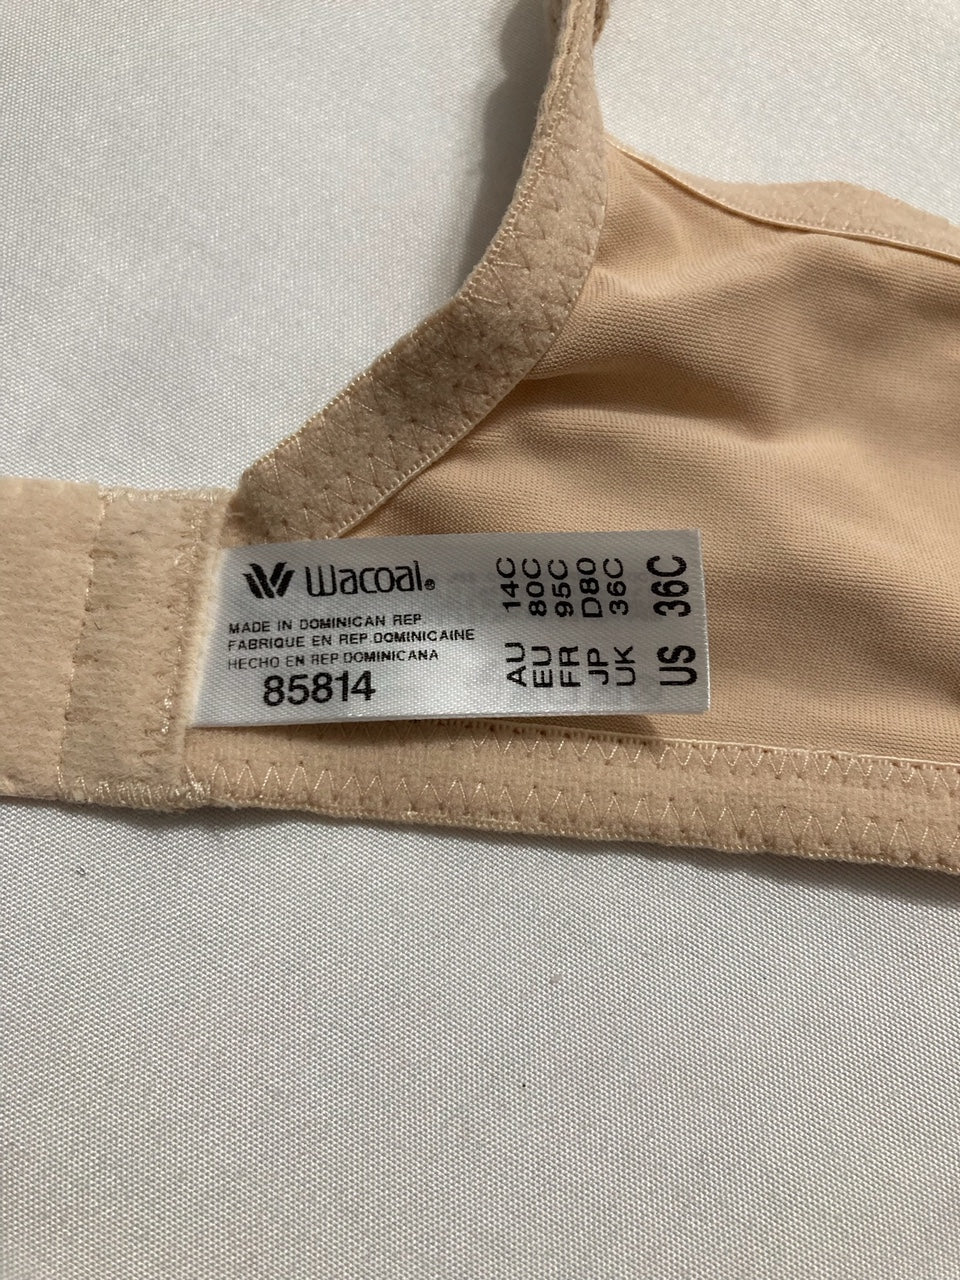 Wacoal®
MADE IN DOMINICAN REP
FABRIQUE EN REP.DOMINICAINE
HECHO EN REP DOMINICANA
85814
AU 14C
EU 80C
FR 95C
JP D80
UK 36C
US 36C